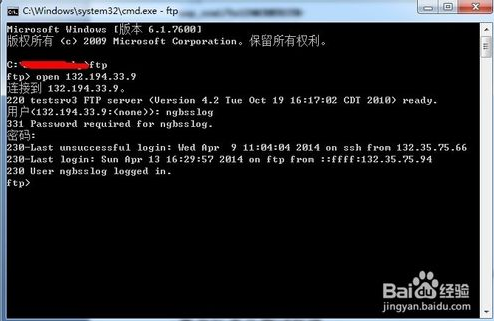 C:\Windows\system32\cmd.exe - ftp
Microsoft Windows [版本 6.1.7600]
版权所有 (c) 2009 Microsoft Corporation。保留所有权利。
C:\ >ftp
ftp> open 132.194.33.9
连接到 132.194.33.9。
220 testsrv3 FTP server (Version 4.2 Tue Oct 19 16:17:02 CDT 2010) ready.
用户(132.194.33.9:(none)): ngbsslog
331 Password required for ngbsslog.
密码:
230-Last unsuccessful login: Wed Apr  9 11:04:04 2014 on ssh from 132.35.75.66
230-Last login: Sun Apr 13 16:29:57 2014 on ftp from ::ffff:132.35.75.94
230 User ngbsslog logged in.
ftp>
Baidu经验
jingyan.baidu.com